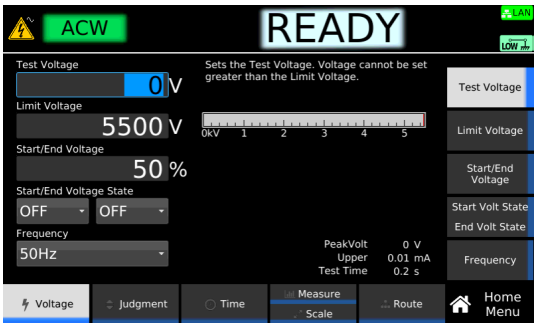 ACW
READY
LAN
LOW
Test Voltage
0 V
Limit Voltage
5500 V
Start/End Voltage
50 %
Start/End Voltage State
OFF OFF
Frequency
50Hz
Sets the Test Voltage. Voltage cannot be set
greater than the Limit Voltage.
0kV 1 2 3 4 5
PeakVolt 0 V
Upper 0.01 mA
Test Time 0.2 s
Test Voltage
Limit Voltage
Start/End
Voltage
Start Volt State
End Volt State
Frequency
Voltage
Judgment
Time
Measure
Scale
Route
Home
Menu